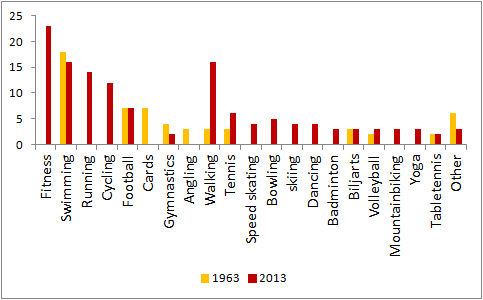 25
20
15
10
5
0
Fitness
Swimming
Running
Cycling
Football
Cards
Gymnastics
Angling
Walking
Tennis
Speed skating
Bowling
skiing
Dancing
Badminton
Biljarts
Volleyball
Mountainbiking
Yoga
Tabletennis
Other
1963 2013